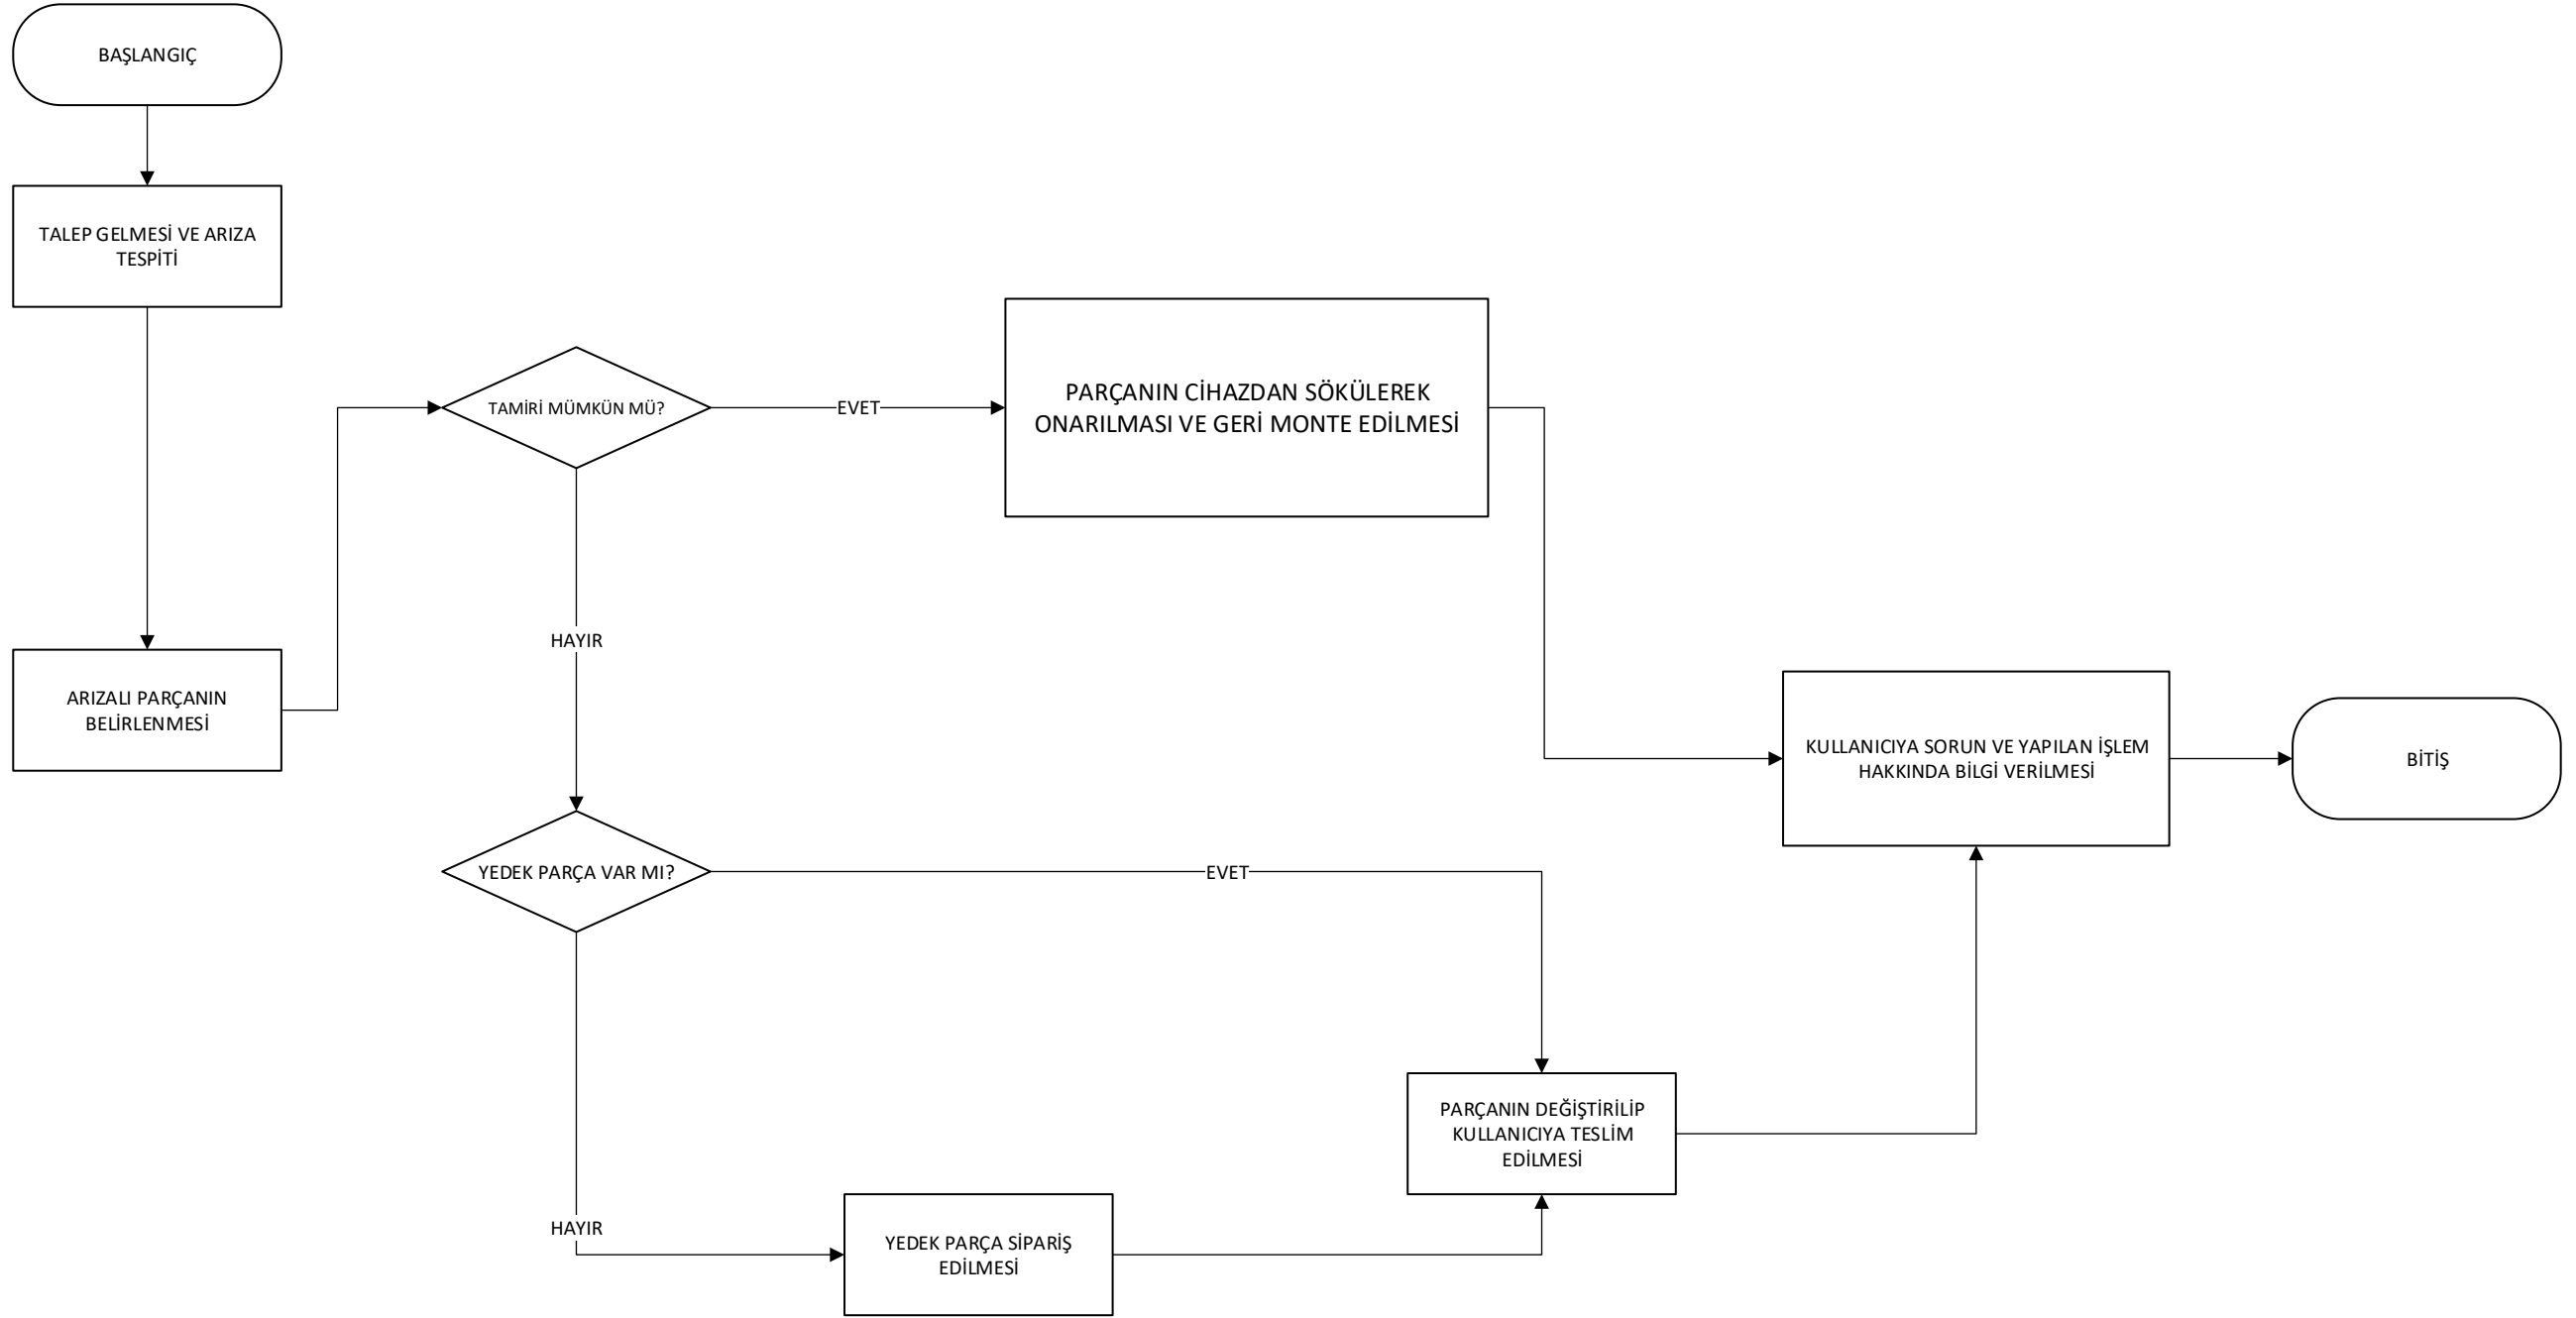 BAŞLANGIÇ
TALEP GELMESİ VE ARIZA
TESPİTİ
ARIZALI PARÇANIN
BELİRLENMESİ
TAMİRİ MÜMKÜN MÜ?
EVET
PARÇANIN CİHAZDAN SÖKÜLEREK
ONARILMASI VE GERİ MONTE EDİLMESİ
HAYIR
YEDEK PARÇA VAR MI?
EVET
HAYIR
YEDEK PARÇA SİPARİŞ
EDİLMESİ
PARÇANIN DEĞİŞTİRİLİP
KULLANICIYA TESLİM
EDİLMESİ
KULLANICIYA SORUN VE YAPILAN İŞLEM
HAKKINDA BİLGİ VERİLMESİ
BİTİŞ